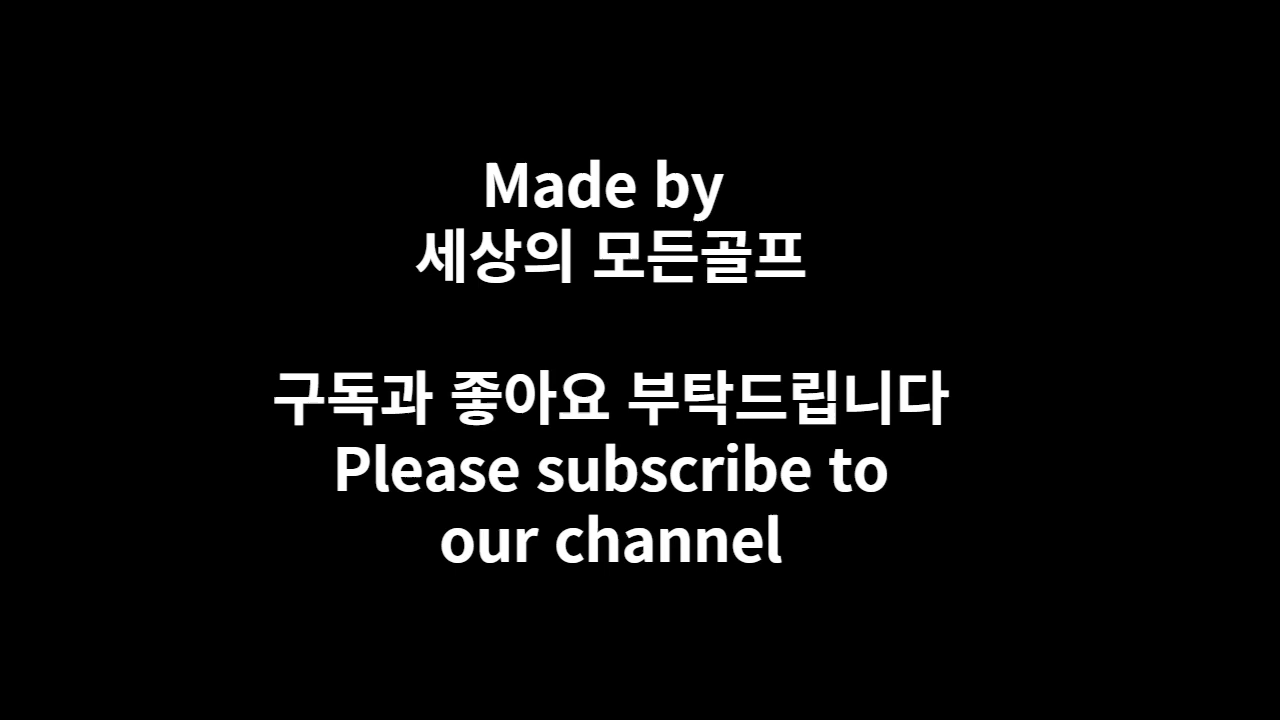 Made by
세상의 모든골프
구독과 좋아요 부탁드립니다
Please subscribe to
our channel